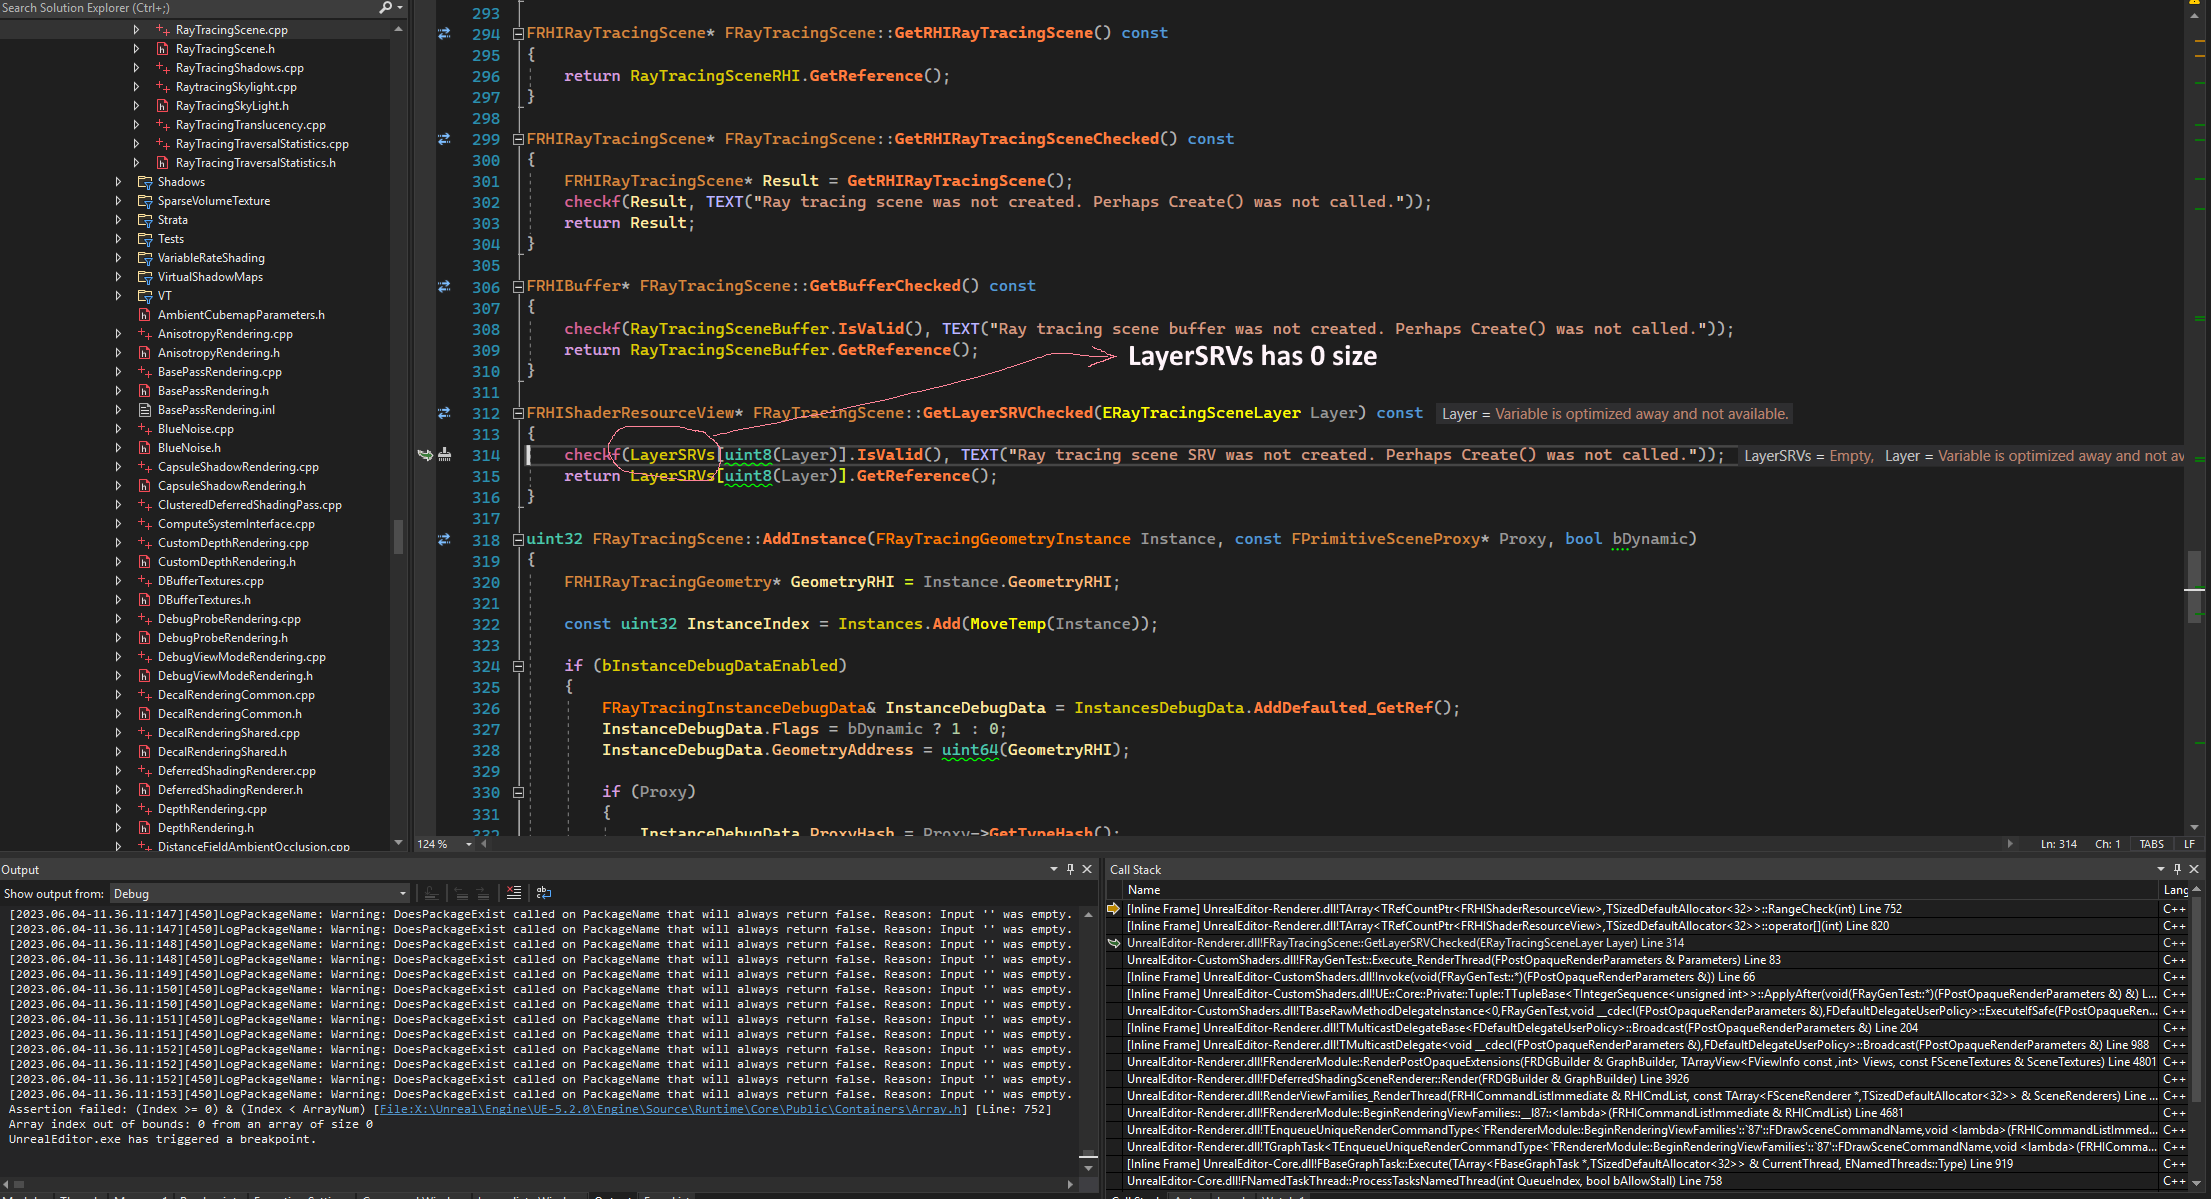 Search Solution Explorer (Ctrl+;)
RayTracingScene.cpp
RayTracingScene.h
RayTracingShadows.cpp
RaytracingSkylight.cpp
RayTracingSkyLight.h
RayTracingTranslucency.cpp
RayTracingTraversalStatistics.cpp
RayTracingTraversalStatistics.h
Shadows
SparseVolumeTexture
Strata
Tests
VariableRateShading
VirtualShadowMaps
VT
AmbientCubemapParameters.h
AnisotropyRendering.cpp
AnisotropyRendering.h
BasePassRendering.cpp
BasePassRendering.h
BasePassRendering.inl
BlueNoise.cpp
BlueNoise.h
CapsuleShadowRendering.cpp
CapsuleShadowRendering.h
ClusteredDeferredShadingPass.cpp
ComputeSystemInterface.cpp
CustomDepthRendering.cpp
CustomDepthRendering.h
DBufferTextures.cpp
DBufferTextures.h
DebugProbeRendering.cpp
DebugProbeRendering.h
DebugViewModeRendering.cpp
DebugViewModeRendering.h
DecalRenderingCommon.cpp
DecalRenderingCommon.h
DecalRenderingShared.cpp
DecalRenderingShared.h
DeferredShadingRenderer.cpp
DeferredShadingRenderer.h
DepthRendering.cpp
DepthRendering.h
DistanceFieldAmbientOcclusion.cpp
293
294 FRHIRayTracingScene* FRayTracingScene::GetRHIRayTracingScene() const
295 {
296 return RayTracingSceneRHI.GetReference();
297 }
298
299 FRHIRayTracingScene* FRayTracingScene::GetRHIRayTracingSceneChecked() const
300 {
301 FRHIRayTracingScene* Result = GetRHIRayTracingScene();
302 checkf(Result, TEXT("Ray tracing scene was not created. Perhaps Create() was not called."));
303 return Result;
304 }
305
306 FRHIBuffer* FRayTracingScene::GetBufferChecked() const
307 {
308 checkf(RayTracingSceneBuffer.IsValid(), TEXT("Ray tracing scene buffer was not created. Perhaps Create() was not called."));
309 return RayTracingSceneBuffer.GetReference();
LayerSRVs has 0 size
310 }
311
312 FRHIShaderResourceView* FRayTracingScene::GetLayerSRVChecked(ERayTracingSceneLayer Layer) const Layer = Variable is optimized away and not available.
313 {
314 checkf(LayerSRVs[uint8(Layer)].IsValid(), TEXT("Ray tracing scene SRV was not created. Perhaps Create() was not called.")); LayerSRVs = Empty, Layer = Variable is optimized away and not av
315 return LayerSRVs[uint8(Layer)].GetReference();
316 }
317
318 uint32 FRayTracingScene::AddInstance(FRayTracingGeometryInstance Instance, const FPrimitiveSceneProxy* Proxy, bool bDynamic)
319 {
320 FRHIRayTracingGeometry* GeometryRHI = Instance.GeometryRHI;
321
322 const uint32 InstanceIndex = Instances.Add(MoveTemp(Instance));
323
324 if (bInstanceDebugDataEnabled)
325 {
326 FRayTracingInstanceDebugData& InstanceDebugData = InstancesDebugData.AddDefaulted_GetRef();
327 InstanceDebugData.Flags = bDynamic ? 1 : 0;
328 InstanceDebugData.GeometryAddress = uint64(GeometryRHI);
329
330 if (Proxy)
331 {
332 InstanceDebugData.ProxyHash = Proxy->GetTypeHash();
124 % Ln: 314 Ch: 1 TABS LF
Output
Show output from: Debug
[2023.06.04-11.36.11:147][450]LogPackageName: Warning: DoesPackageExist called on PackageName that will always return false. Reason: Input '' was empty.
[2023.06.04-11.36.11:147][450]LogPackageName: Warning: DoesPackageExist called on PackageName that will always return false. Reason: Input '' was empty.
[2023.06.04-11.36.11:148][450]LogPackageName: Warning: DoesPackageExist called on PackageName that will always return false. Reason: Input '' was empty.
[2023.06.04-11.36.11:148][450]LogPackageName: Warning: DoesPackageExist called on PackageName that will always return false. Reason: Input '' was empty.
[2023.06.04-11.36.11:149][450]LogPackageName: Warning: DoesPackageExist called on PackageName that will always return false. Reason: Input '' was empty.
[2023.06.04-11.36.11:150][450]LogPackageName: Warning: DoesPackageExist called on PackageName that will always return false. Reason: Input '' was empty.
[2023.06.04-11.36.11:150][450]LogPackageName: Warning: DoesPackageExist called on PackageName that will always return false. Reason: Input '' was empty.
[2023.06.04-11.36.11:151][450]LogPackageName: Warning: DoesPackageExist called on PackageName that will always return false. Reason: Input '' was empty.
[2023.06.04-11.36.11:151][450]LogPackageName: Warning: DoesPackageExist called on PackageName that will always return false. Reason: Input '' was empty.
[2023.06.04-11.36.11:152][450]LogPackageName: Warning: DoesPackageExist called on PackageName that will always return false. Reason: Input '' was empty.
[2023.06.04-11.36.11:152][450]LogPackageName: Warning: DoesPackageExist called on PackageName that will always return false. Reason: Input '' was empty.
[2023.06.04-11.36.11:152][450]LogPackageName: Warning: DoesPackageExist called on PackageName that will always return false. Reason: Input '' was empty.
[2023.06.04-11.36.11:153][450]LogPackageName: Warning: DoesPackageExist called on PackageName that will always return false. Reason: Input '' was empty.
Assertion failed: (Index >= 0) & (Index < ArrayNum) [File:X:\Unreal\Engine\UE-5.2.0\Engine\Source\Runtime\Core\Public\Containers\Array.h] [Line: 752]
Array index out of bounds: 0 from an array of size 0
UnrealEditor.exe has triggered a breakpoint.
Call Stack
Name Lang
[Inline Frame] UnrealEditor-Renderer.dll!TArray<TRefCountPtr<FRHIShaderResourceView>,TSizedDefaultAllocator<32>>::RangeCheck(int) Line 752 C++
[Inline Frame] UnrealEditor-Renderer.dll!TArray<TRefCountPtr<FRHIShaderResourceView>,TSizedDefaultAllocator<32>>::operator[](int) Line 820 C++
UnrealEditor-Renderer.dll!FRayTracingScene::GetLayerSRVChecked(ERayTracingSceneLayer Layer) Line 314 C++
UnrealEditor-CustomShaders.dll!FRayGenTest::Execute_RenderThread(FPostOpaqueRenderParameters & Parameters) Line 83 C++
[Inline Frame] UnrealEditor-CustomShaders.dll!Invoke(void(FRayGenTest::*)(FPostOpaqueRenderParameters &)) Line 66 C++
[Inline Frame] UnrealEditor-CustomShaders.dll!UE::Core::Private::Tuple::TTupleBase<TIntegerSequence<unsigned int>>::ApplyAfter(void(FRayGenTest::*)(FPostOpaqueRenderParameters &) &) L... C++
UnrealEditor-CustomShaders.dll!TBaseRawMethodDelegateInstance<0,FRayGenTest,void __cdecl(FPostOpaqueRenderParameters &),FDefaultDelegateUserPolicy>::ExecuteIfSafe(FPostOpaqueRen... C++
[Inline Frame] UnrealEditor-Renderer.dll!TMulticastDelegateBase<FDefaultDelegateUserPolicy>::Broadcast(FPostOpaqueRenderParameters &) Line 204 C++
[Inline Frame] UnrealEditor-Renderer.dll!TMulticastDelegate<void __cdecl(FPostOpaqueRenderParameters &),FDefaultDelegateUserPolicy>::Broadcast(FPostOpaqueRenderParameters &) Line 988 C++
UnrealEditor-Renderer.dll!FRendererModule::RenderPostOpaqueExtensions(FRDGBuilder & GraphBuilder, TArrayView<FViewInfo const ,int> Views, const FSceneTextures & SceneTextures) Line 4801 C++
UnrealEditor-Renderer.dll!FDeferredShadingSceneRenderer::Render(FRDGBuilder & GraphBuilder) Line 3926 C++
UnrealEditor-Renderer.dll!RenderViewFamilies_RenderThread(FRHICommandListImmediate & RHICmdList, const TArray<FSceneRenderer *,TSizedDefaultAllocator<32>> & SceneRenderers) Line ... C++
UnrealEditor-Renderer.dll!FRendererModule::BeginRenderingViewFamilies::__l87::<lambda>(FRHICommandListImmediate & RHICmdList) Line 4681 C++
UnrealEditor-Renderer.dll!TEnqueueUniqueRenderCommandType<`FRendererModule::BeginRenderingViewFamilies'::`87'::FDrawSceneCommandName,void <lambda>(FRHICommandListImmed... C++
UnrealEditor-Renderer.dll!TGraphTask<TEnqueueUniqueRenderCommandType<`FRendererModule::BeginRenderingViewFamilies'::`87'::FDrawSceneCommandName,void <lambda>(FRHIComma... C++
[Inline Frame] UnrealEditor-Core.dll!FBaseGraphTask::Execute(TArray<FBaseGraphTask *,TSizedDefaultAllocator<32>> & CurrentThread, ENamedThreads::Type) Line 919 C++
UnrealEditor-Core.dll!FNamedTaskThread::ProcessTasksNamedThread(int QueueIndex, bool bAllowStall) Line 758 C++